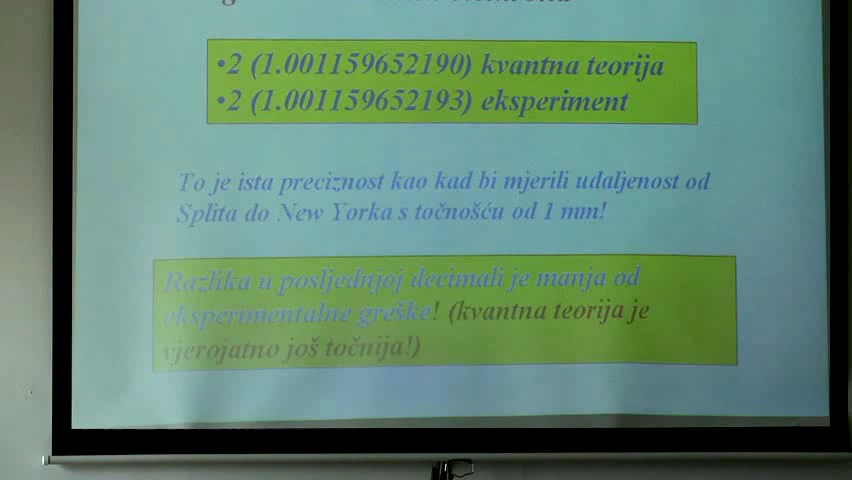 •2 (1.001159652190) kvantna teorija
•2 (1.001159652193) eksperiment
To je ista preciznost kao kad bi mjerili udaljenost od
Splita do New Yorka s točnošću od 1 mm!
Razlika u posljednjoj decimali je manja od
eksperimentalne greške! (kvantna teorija je
vjerojatno još točnija!)